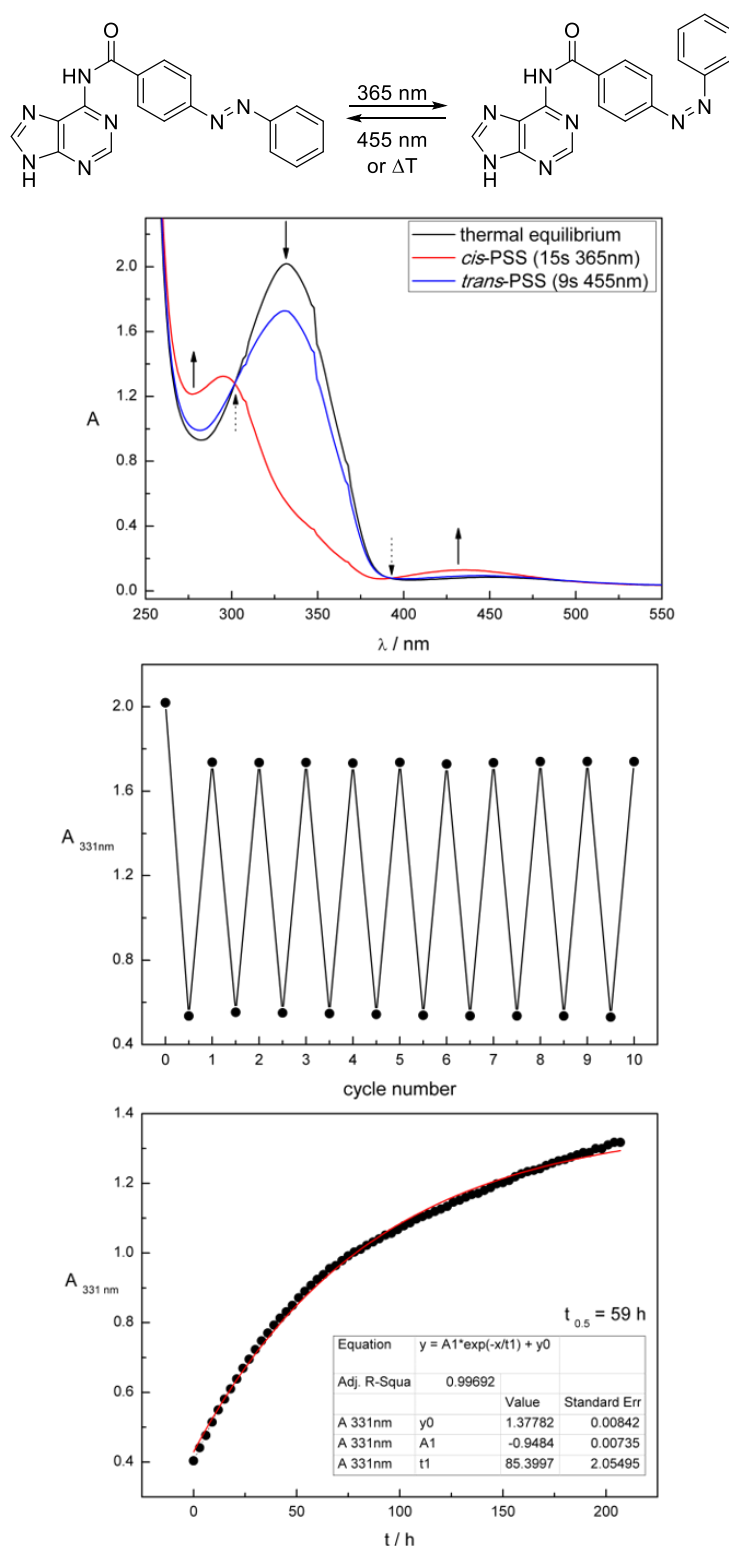 O
NH
N
N
N
N
H
N
N
365 nm
455 nm
or ΔT
O
NH
N
N
N
N
H
N
N
thermal equilibrium
cis-PSS (15s 365nm)
trans-PSS (9s 455nm)
2.0
1.6
1.2
0.8
0.4
0.0
A
250 300 350 400 450 500 550
λ / nm
2.0
1.6
1.2
0.8
0.4
A 331nm
0 1 2 3 4 5 6 7 8 9 10
cycle number
1.4
1.2
1.0
0.8
0.6
0.4
A 331 nm
t 0.5 = 59 h
Equation y = A1*exp(-x/t1) + y0
Adj. R-Squa 0.99692
Value Standard Err
A 331nm y0 1.37782 0.00842
A 331nm A1 -0.9484 0.00735
A 331nm t1 85.3997 2.05495
0 50 100 150 200
t / h